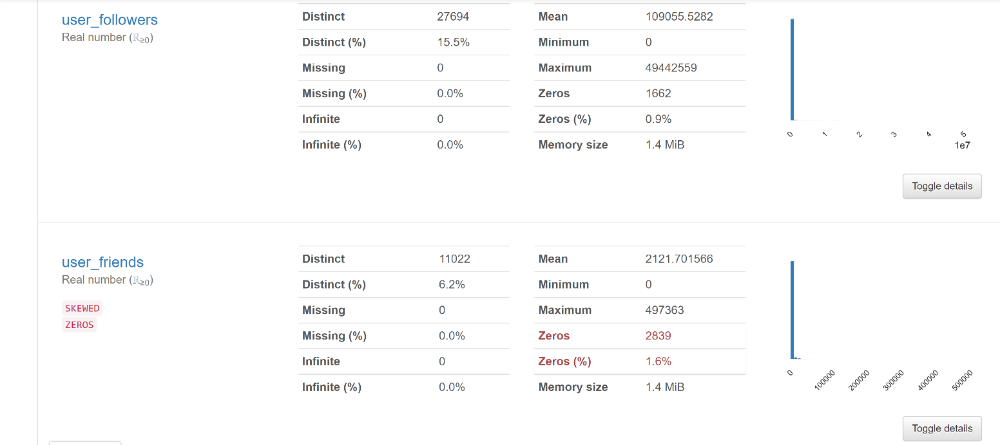 user_followers
Real number (ℝ≥0)
Distinct 27694
Distinct (%) 15.5%
Missing 0
Missing (%) 0.0%
Infinite 0
Infinite (%) 0.0%
Mean 109055.5282
Minimum 0
Maximum 49442559
Zeros 1662
Zeros (%) 0.9%
Memory size 1.4 MiB
0 1 2 3 4 5
1e7
Toggle details
user_friends
Real number (ℝ≥0)
SKEWED
ZEROS
Distinct 11022
Distinct (%) 6.2%
Missing 0
Missing (%) 0.0%
Infinite 0
Infinite (%) 0.0%
Mean 2121.701566
Minimum 0
Maximum 497363
Zeros 2839
Zeros (%) 1.6%
Memory size 1.4 MiB
0 100000 200000 300000 400000 500000
Toggle details